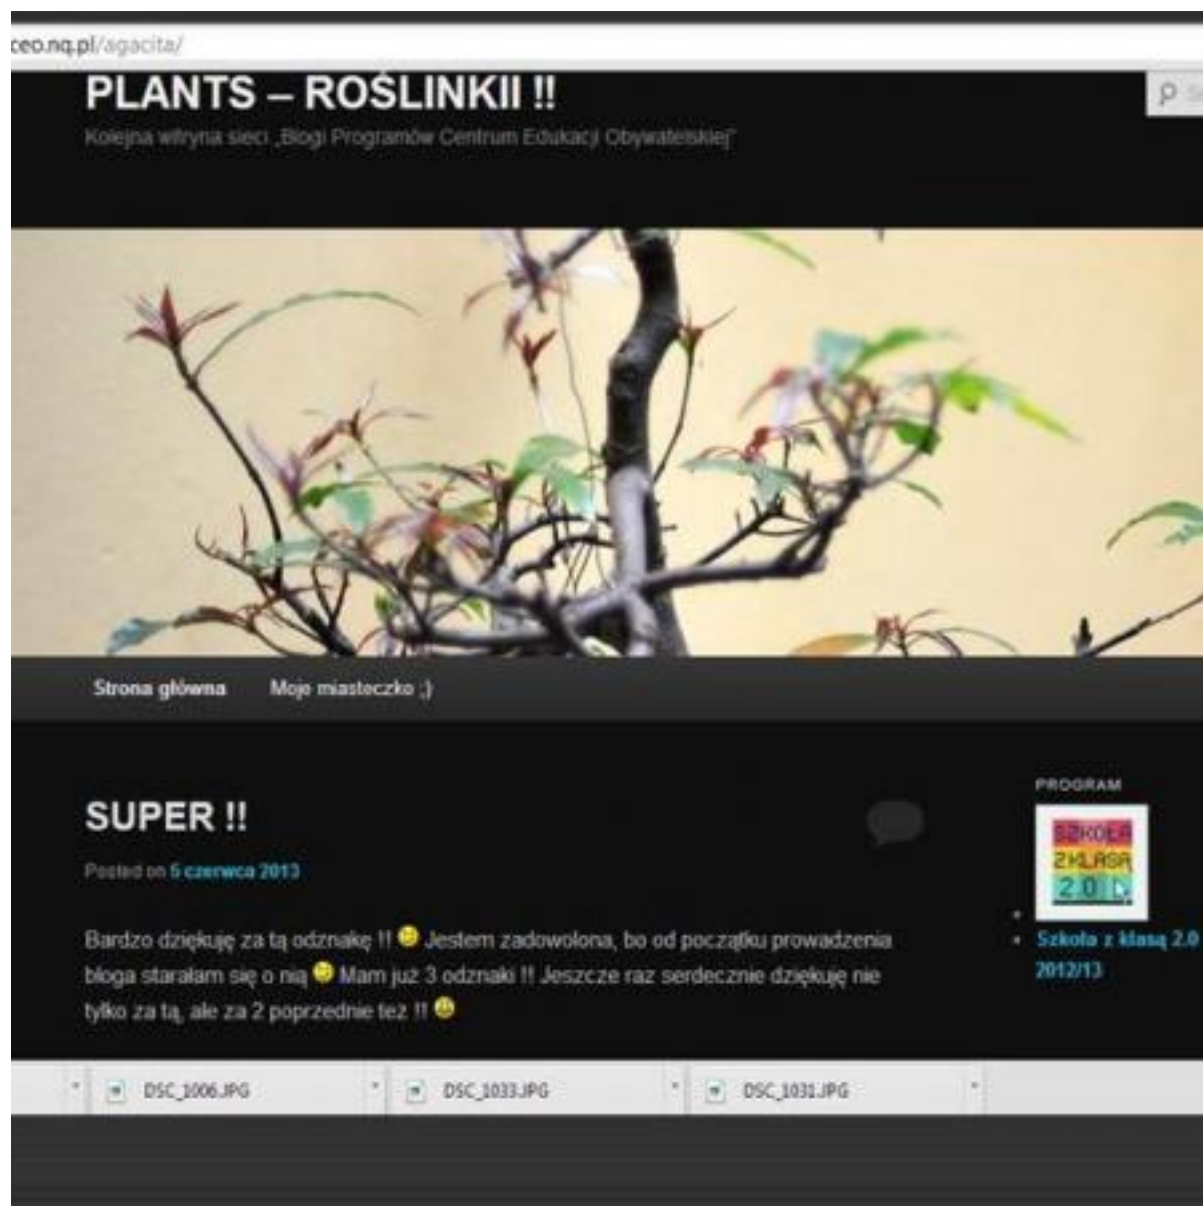 ceo.nq.pl/agacita/
PLANTS – ROŚLINKII !!
Kolejna witryna sieci „Blogi Programów Centrum Edukacji Obywatelskiej”
Strona główna Moje miasteczko ;)
SUPER !!
Posted on 5 czerwca 2013
Bardzo dziękuję za tą odznakę !! Jestem zadowolona, bo od początku prowadzenia
bloga starałam się o nią Mam już 3 odznaki !! Jeszcze raz serdecznie dziękuję nie
tylko za tą, ale za 2 poprzednie też !!
PROGRAM
SZKOŁA
Z KLASĄ
2.0
Szkoła z klasą 2.0
2012/13
DSC_1006.JPG DSC_1033.JPG DSC_1031.JPG